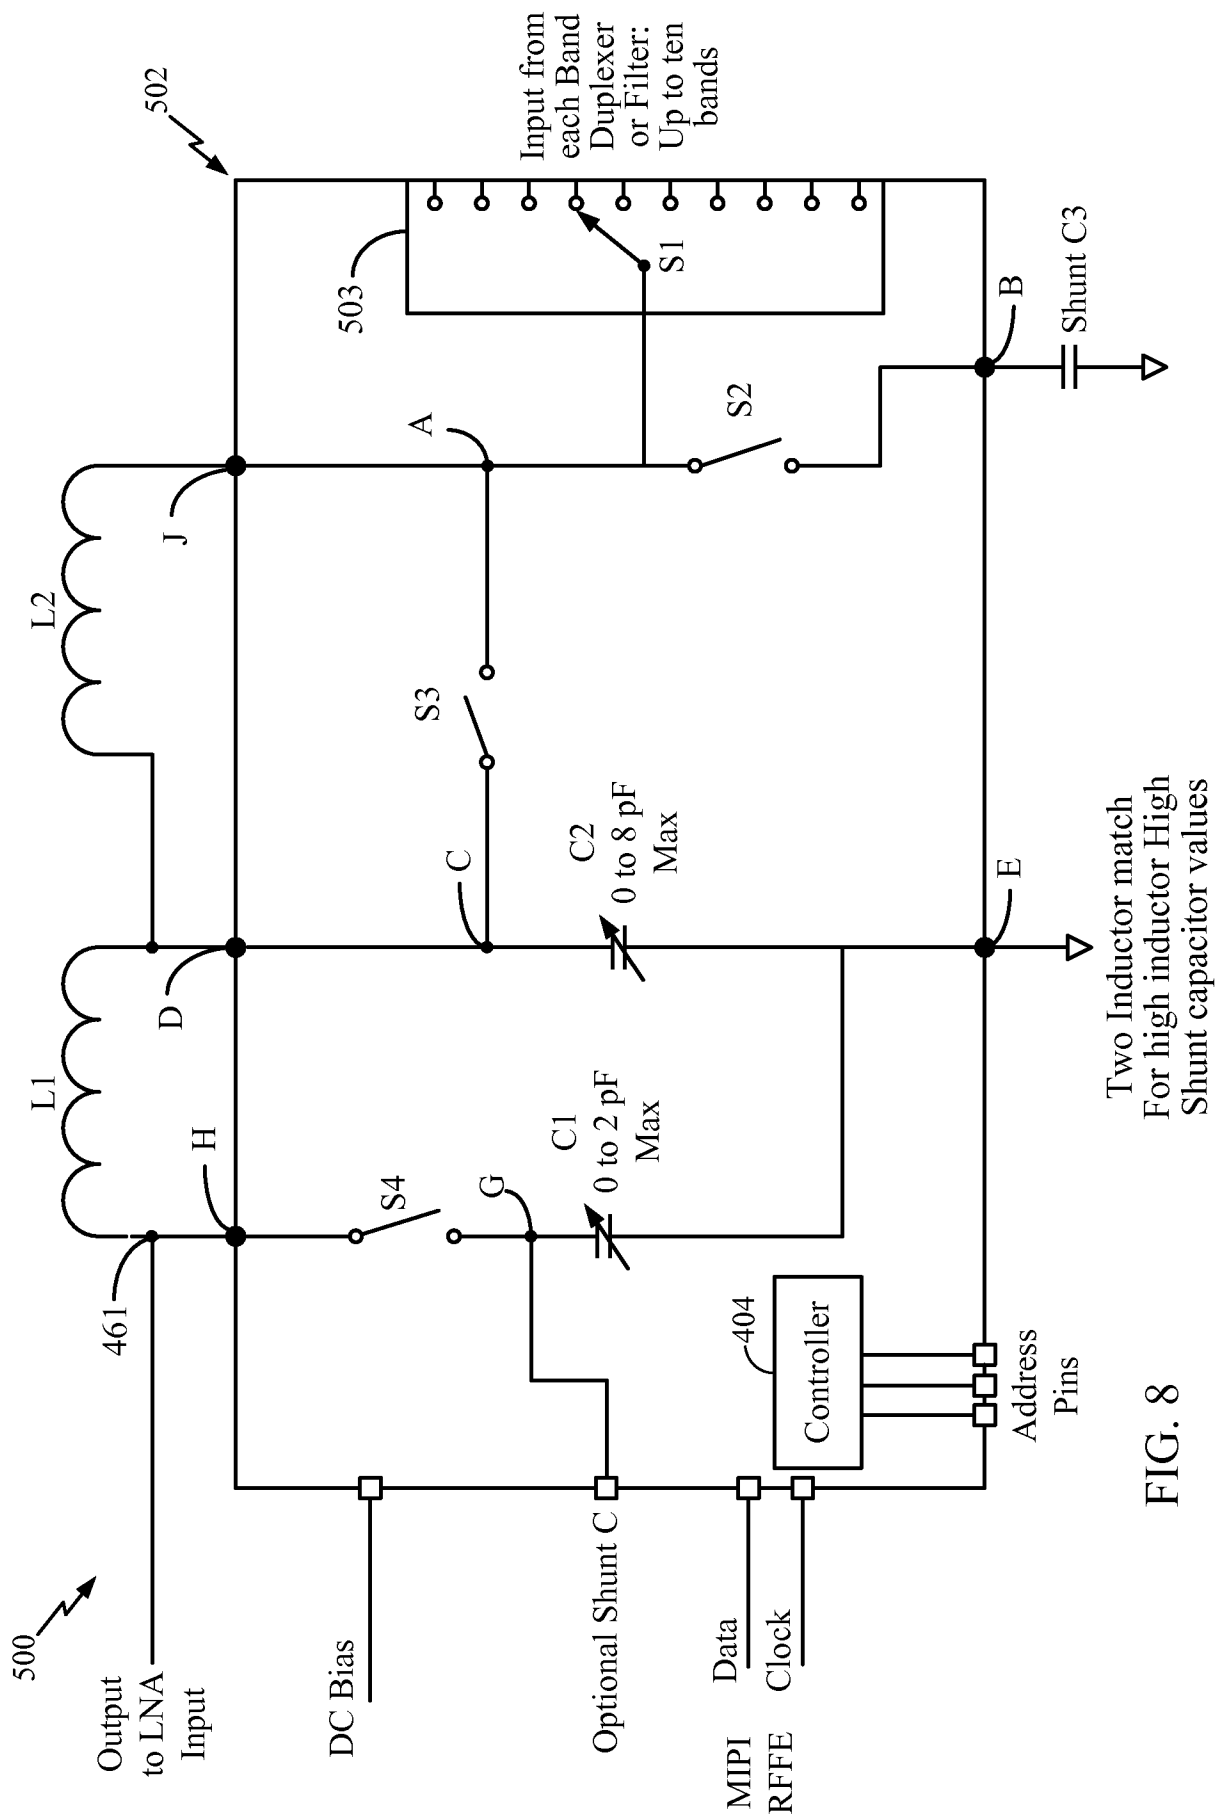 500
Output
to LNA
Input
DC Bias
Optional Shunt C
MIPI
RFFE
Data
Clock
461
L1
H
D
L2
J
502
S4
G
C1
0 to 2 pF
Max
C
C2
0 to 8 pF
Max
S3
A
S2
503
S1
Input from
each Band
Duplexer
or Filter:
Up to ten
bands
404
Controller
Address
Pins
E
B
Shunt C3
Two Inductor match
For high inductor High
Shunt capacitor values
FIG. 8